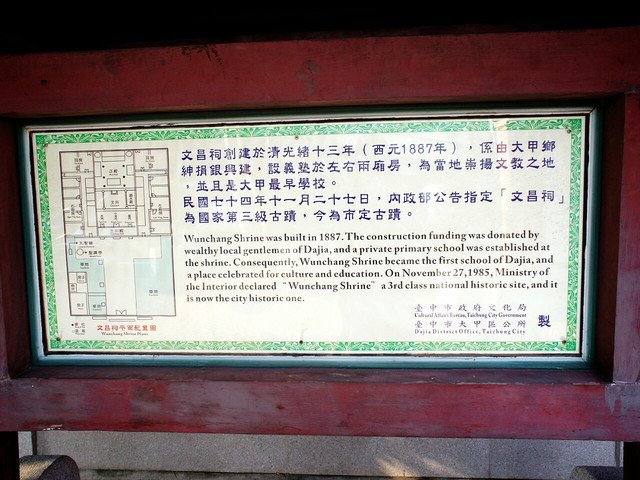 文昌祠創建於清光緒十三年（西元1887年），係由大甲鄉
紳捐銀興建，設義塾於左右兩廂房，為當地崇揚文教之地
，並且是大甲最早學校。
民國七十四年十一月二十七日，內政部公告指定「文昌祠」
為國家第三級古蹟，今為市定古蹟。
Wunchang Shrine was built in 1887. The construction funding was donated by
wealthy local gentlemen of Dajia, and a private primary school was established at
the shrine. Consequently, Wunchang Shrine became the first school of Dajia, and
a place celebrated for culture and education. On November 27, 1985, Ministry of
the Interior declared “Wunchang Shrine” a 3rd class national historic site, and it
is now the city historic one.
文昌祠平面配置圖
Wunchang Shrine Plans
臺中市政府文化局
Cultural Affairs Bureau, Taichung City Government
臺中市大甲區公所
Dajia District Office, Taichung City
製